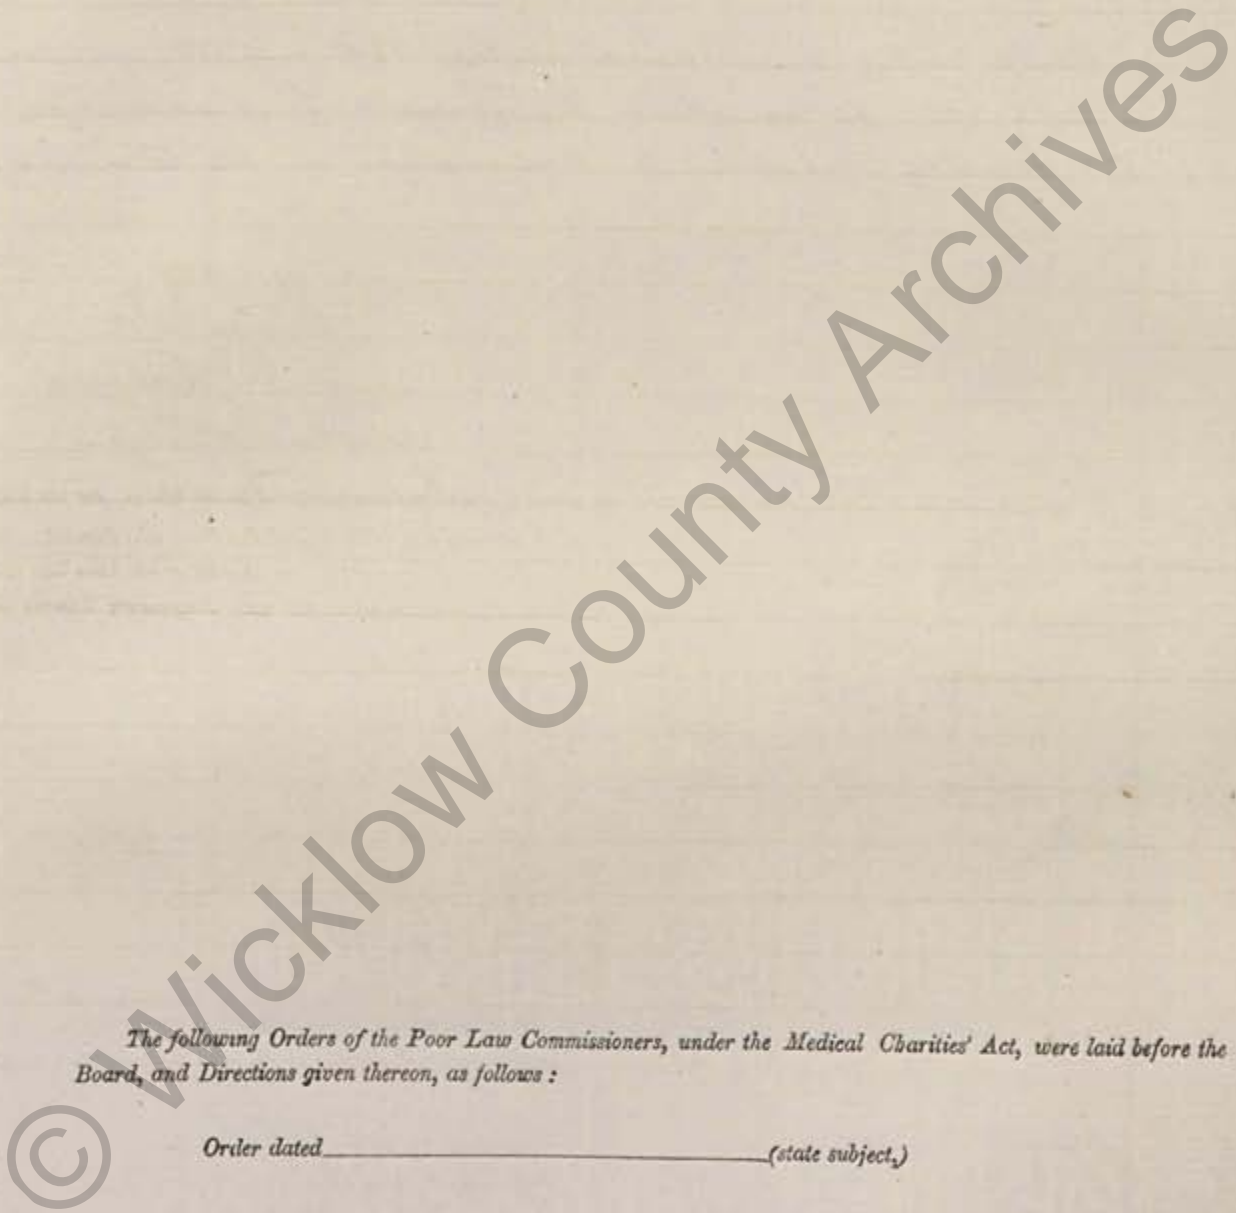 The following Orders of the Poor Law Commissioners, under the Medical Charities' Act, were laid before the
Board, and Directions given thereon, as follows :
Order dated (state subject,)
© Wicklow County Archives